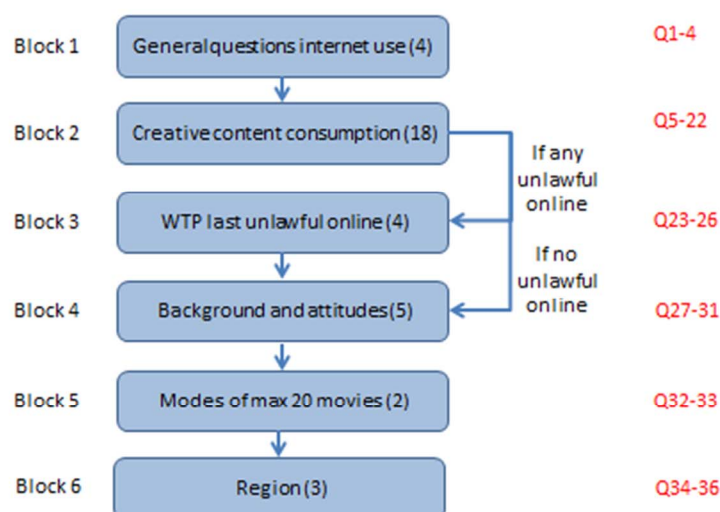 Block 1
General questions internet use (4)
Q1-4
Block 2
Creative content consumption (18)
Q5-22
If any
unlawful
online
Block 3
WTP last unlawful online (4)
Q23-26
If no
unlawful
online
Block 4
Background and attitudes (5)
Q27-31
Block 5
Modes of max 20 movies (2)
Q32-33
Block 6
Region (3)
Q34-36